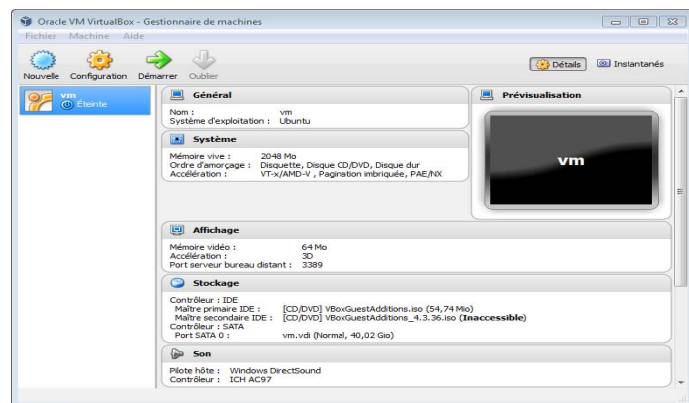 Oracle VM VirtualBox - Gestionnaire de machines
Fichier Machine Aide
Nouvelle Configuration Démarrer Oublier
Détails Instantanés
vm
Éteinte
Général
Nom : vm
Système d'exploitation : Ubuntu
Système
Mémoire vive : 2048 Mo
Ordre d'amorçage : Disquette, Disque CD/DVD, Disque dur
Accélération : VT-x/AMD-V , Pagination imbriquée, PAE/NX
Prévisualisation
vm
Affichage
Mémoire vidéo : 64 Mo
Accélération : 3D
Port serveur bureau distant : 3389
Stockage
Contrôleur : IDE
Maître primaire IDE : [CD/DVD] VBoxGuestAdditions.iso (54,74 Mio)
Maître secondaire IDE : [CD/DVD] VBoxGuestAdditions_4.3.36.iso (Inaccessible)
Contrôleur : SATA
Port SATA 0 : vm.vdi (Normal, 40,02 Gio)
Son
Pilote hôte : Windows DirectSound
Contrôleur : ICH AC97